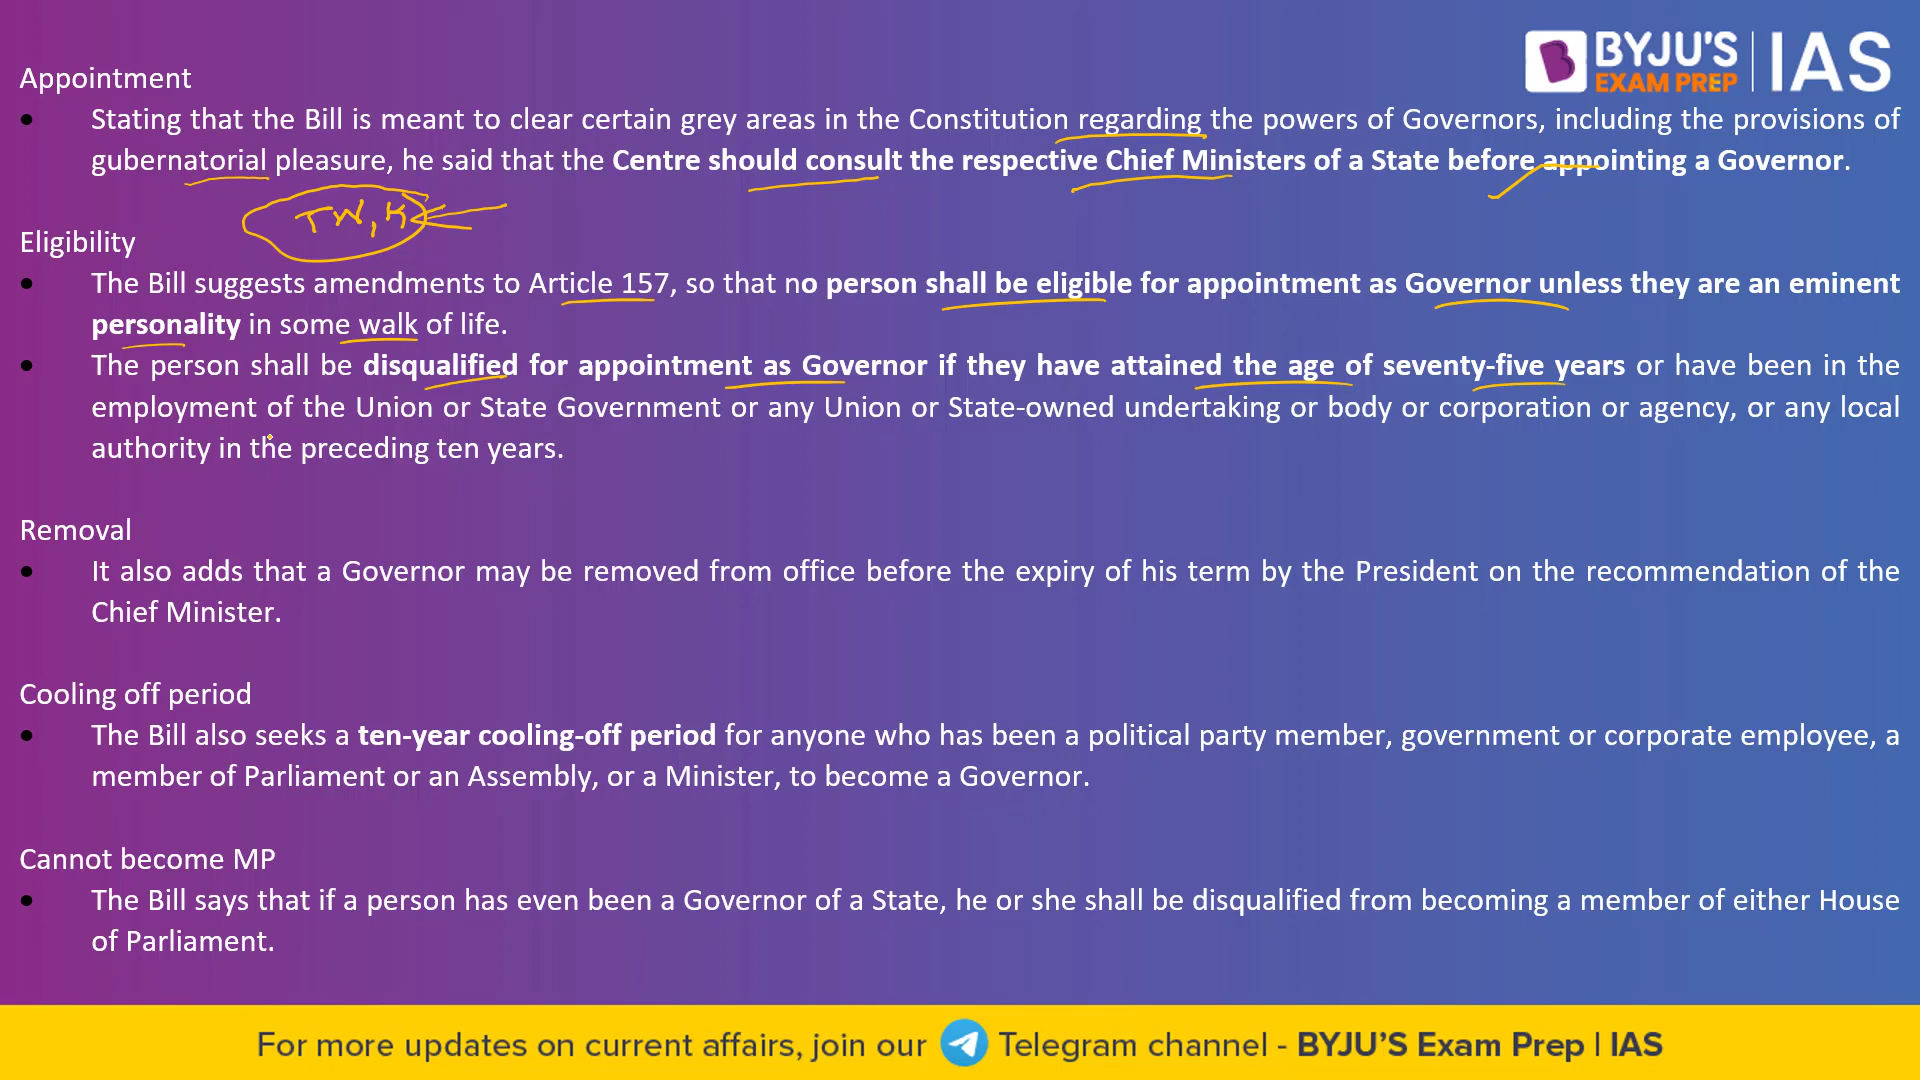 BYJU'S
EXAM PREP
IAS
Appointment
• Stating that the Bill is meant to clear certain grey areas in the Constitution regarding the powers of Governors, including the provisions of
gubernatorial pleasure, he said that the Centre should consult the respective Chief Ministers of a State before appointing a Governor.
TN, K
Eligibility
• The Bill suggests amendments to Article 157, so that no person shall be eligible for appointment as Governor unless they are an eminent
personality in some walk of life.
• The person shall be disqualified for appointment as Governor if they have attained the age of seventy-five years or have been in the
employment of the Union or State Government or any Union or State-owned undertaking or body or corporation or agency, or any local
authority in the preceding ten years.
Removal
• It also adds that a Governor may be removed from office before the expiry of his term by the President on the recommendation of the
Chief Minister.
Cooling off period
• The Bill also seeks a ten-year cooling-off period for anyone who has been a political party member, government or corporate employee, a
member of Parliament or an Assembly, or a Minister, to become a Governor.
Cannot become MP
• The Bill says that if a person has even been a Governor of a State, he or she shall be disqualified from becoming a member of either House
of Parliament.
For more updates on current affairs, join our Telegram channel - BYJU'S Exam Prep | IAS